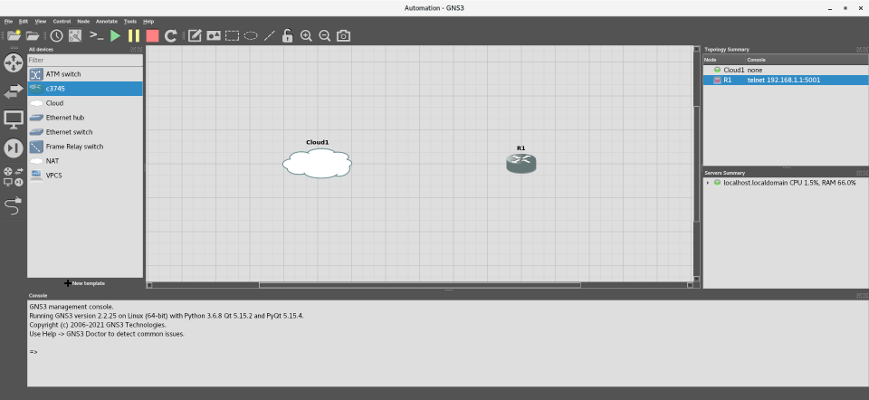 Automation - GNS3
File Edit View Control Node Annotate Tools Help
All devices
Filter
ATM switch
c3745
Cloud
Ethernet hub
Ethernet switch
Frame Relay switch
NAT
VPCS
New template
Cloud1
R1
Topology Summary
Node Console
Cloud1 none
R1 telnet 192.168.1.1:5001
Servers Summary
localhost.localdomain CPU 1.5%, RAM 66.0%
Console
GNS3 management console.
Running GNS3 version 2.2.25 on Linux (64-bit) with Python 3.6.8 Qt 5.15.2 and PyQt 5.15.4.
Copyright (c) 2006-2021 GNS3 Technologies.
Use Help -> GNS3 Doctor to detect common issues.
=>